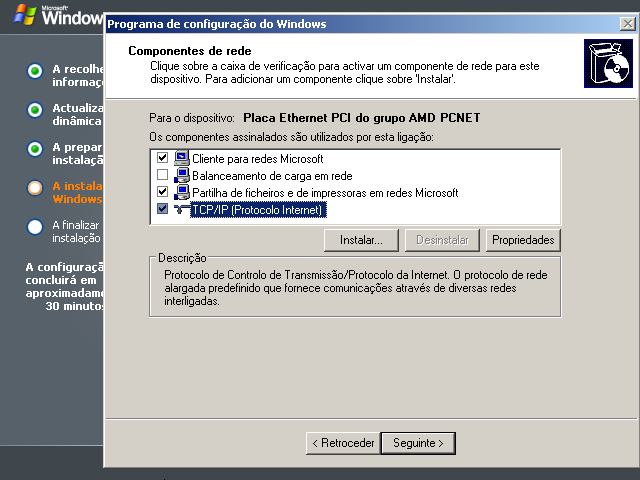 Microsoft
Window
Programa de configuração do Windows
Componentes de rede
Clique sobre a caixa de verificação para activar um componente de rede para este
dispositivo. Para adicionar um componente clique sobre 'Instalar'.
A recolhe
informaç
Actualiza
dinâmica
A prepar
instalaçã
A instala
Windows
A finalizar
instalação
A configuraçã
concluirá em
aproximadame
30 minutos
Para o dispositivo: Placa Ethernet PCI do grupo AMD PCNET
Os componentes assinalados são utilizados por esta ligação:
Cliente para redes Microsoft
Balanceamento de carga em rede
Partilha de ficheiros e de impressoras em redes Microsoft
TCP/IP (Protocolo Internet)
Instalar...
Desinstalar
Propriedades
Descrição
Protocolo de Controlo de Transmissão/Protocolo da Internet. O protocolo de rede
alargada predefinido que fornece comunicações através de diversas redes
interligadas.
< Retroceder
Seguinte >